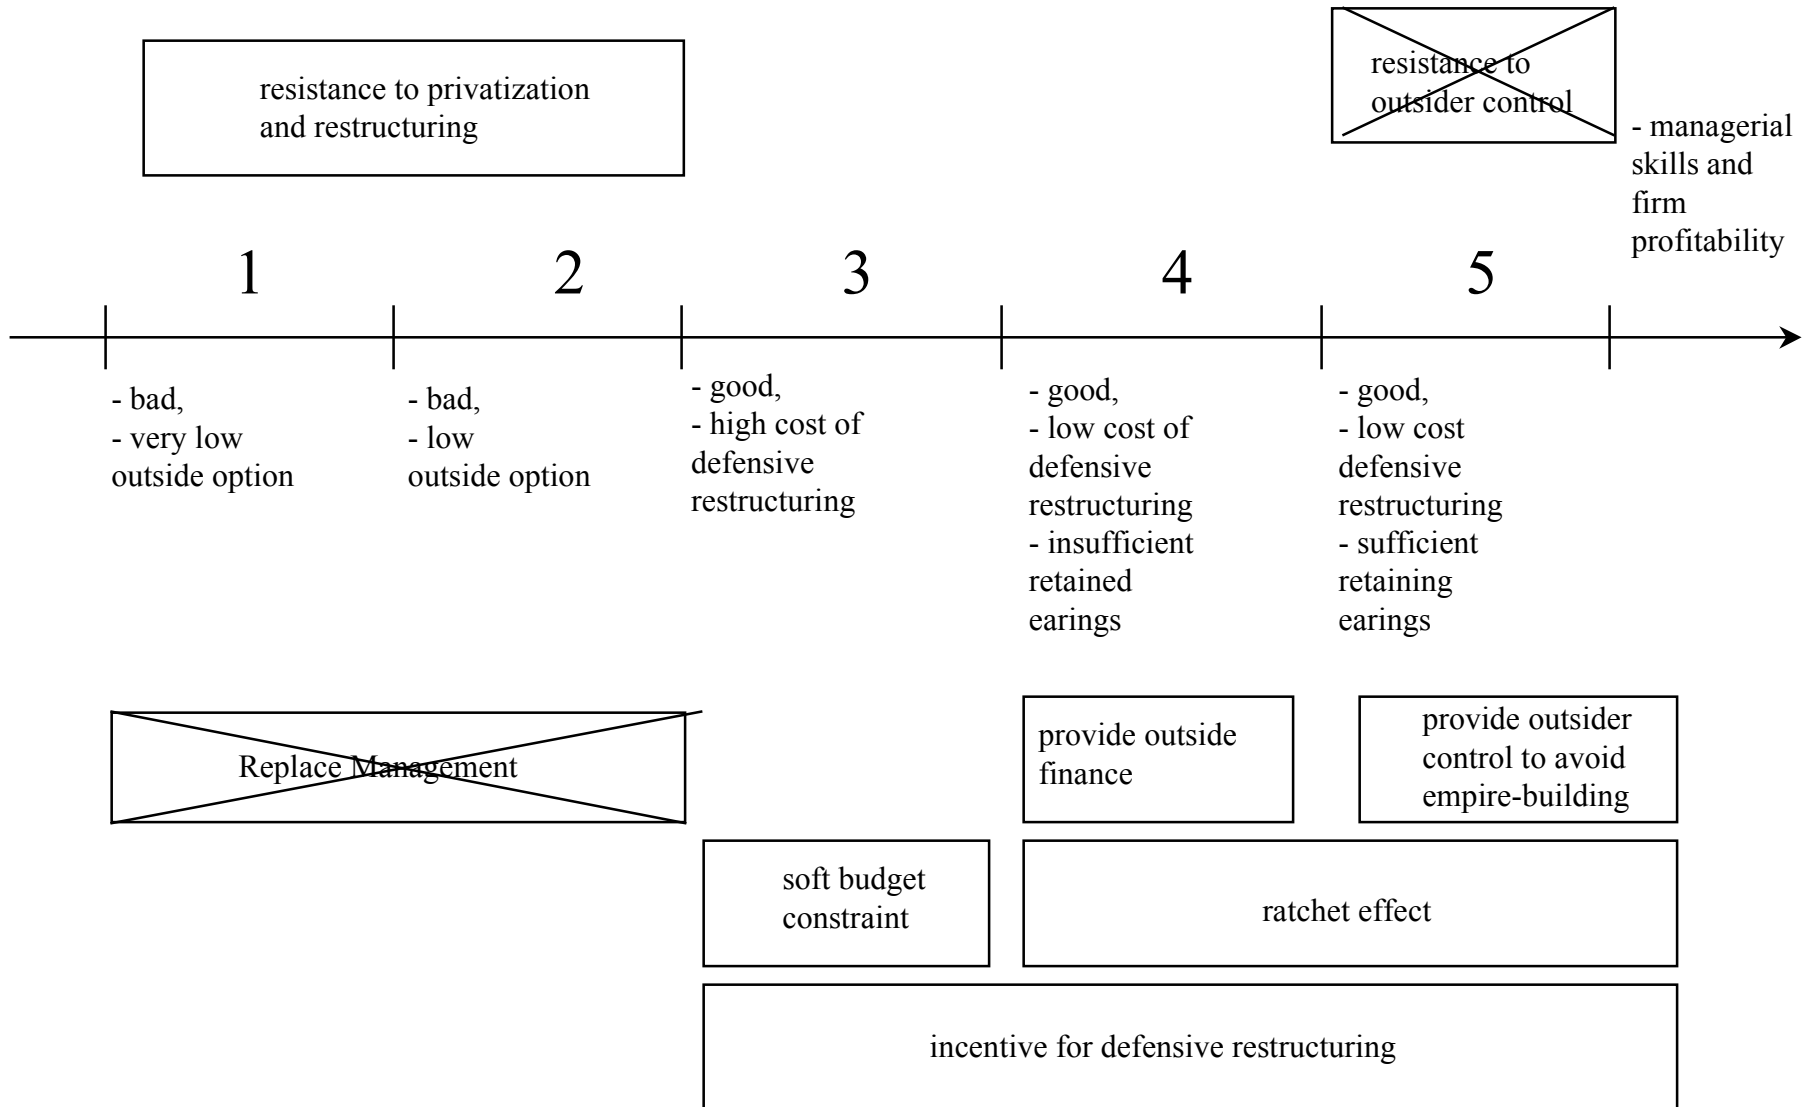 resistance to privatization
and restructuring
resistance to
outsider control
- managerial
skills and
firm
profitability
1
2
3
4
5
- bad,
- very low
outside option
- bad,
- low
outside option
- good,
- high cost of
defensive
restructuring
- good,
- low cost of
defensive
restructuring
- insufficient
retained
earings
- good,
- low cost
defensive
restructuring
- sufficient
retaining
earings
Replace Management
provide outside
finance
provide outsider
control to avoid
empire-building
soft budget
constraint
ratchet effect
incentive for defensive restructuring